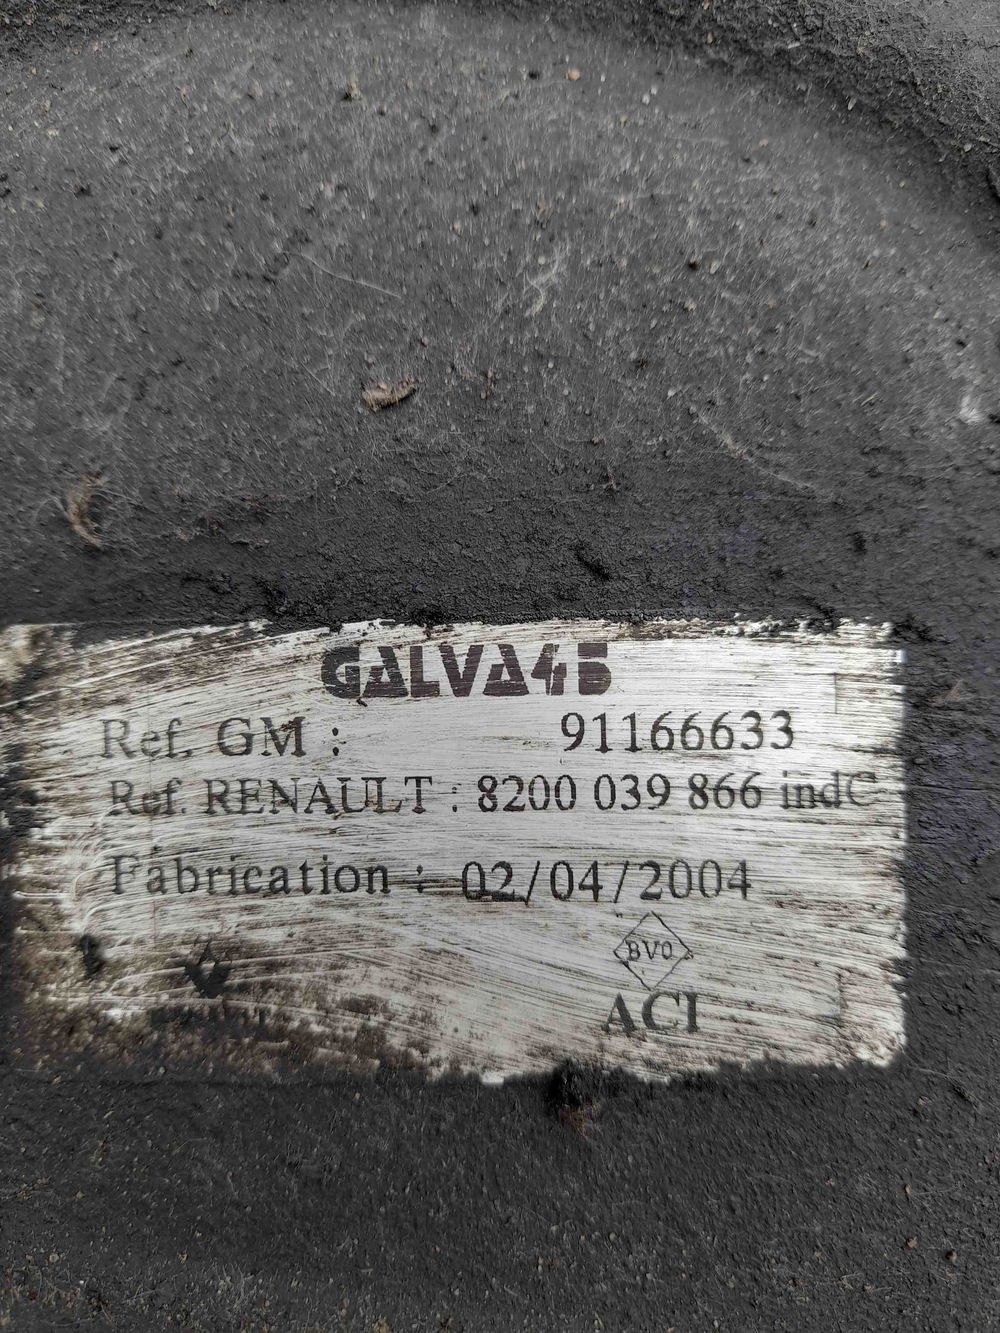 GALVA45
Ref. GM : 91166633
Ref. RENAULT : 8200 039 866 indC
Fabrication : 02/04/2004
BVO
ACI